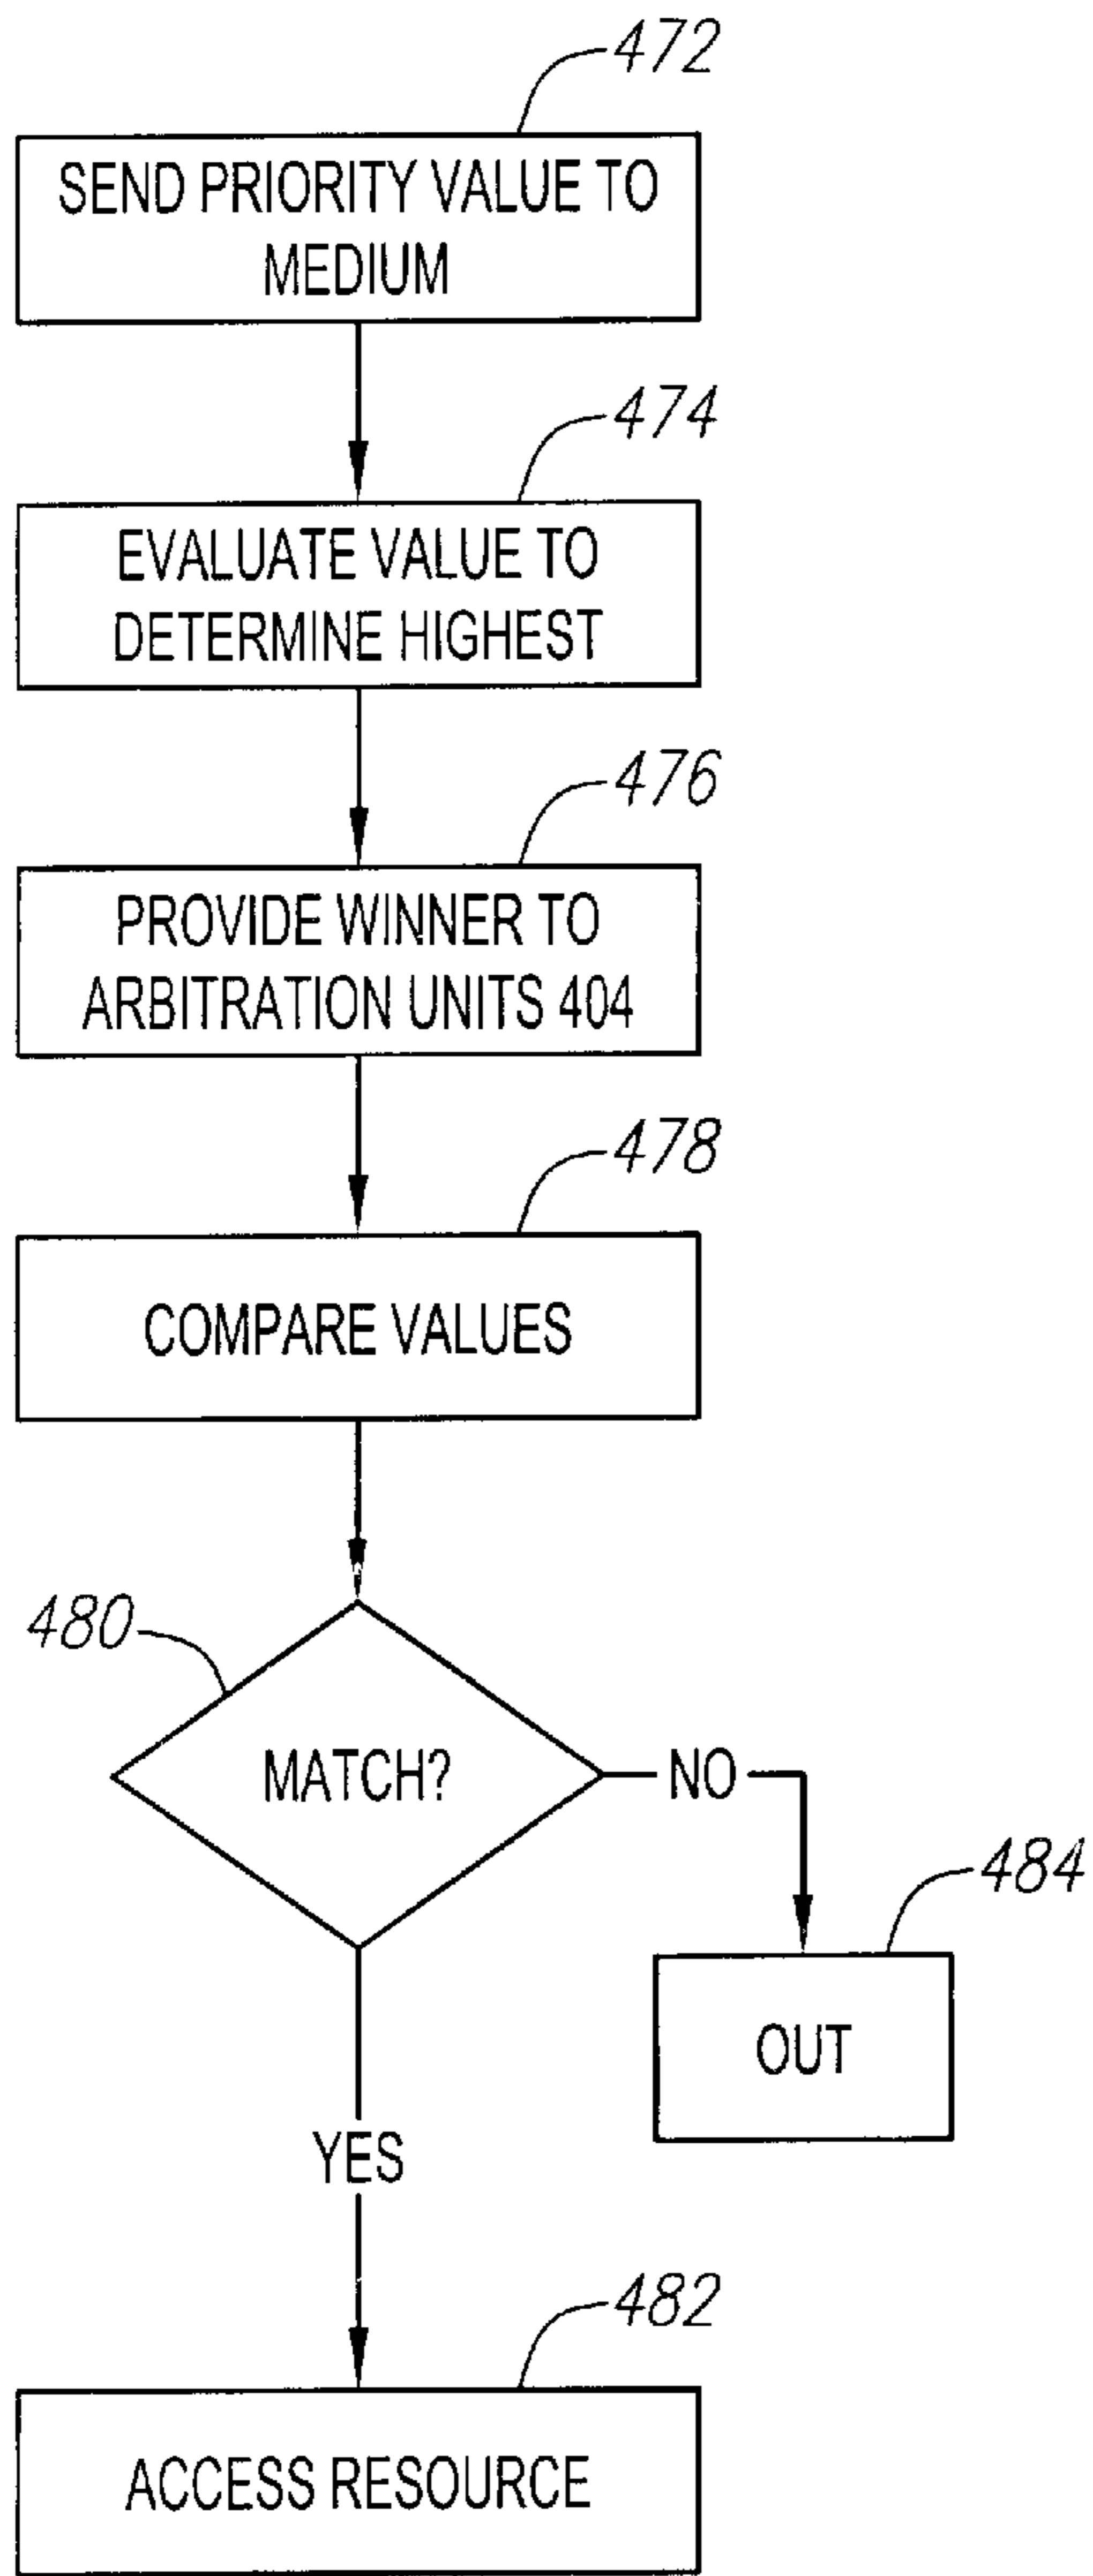 472
SEND PRIORITY VALUE TO
MEDIUM
474
EVALUATE VALUE TO
DETERMINE HIGHEST
476
PROVIDE WINNER TO
ARBITRATION UNITS 404
478
COMPARE VALUES
480
MATCH?
NO
484
OUT
YES
482
ACCESS RESOURCE